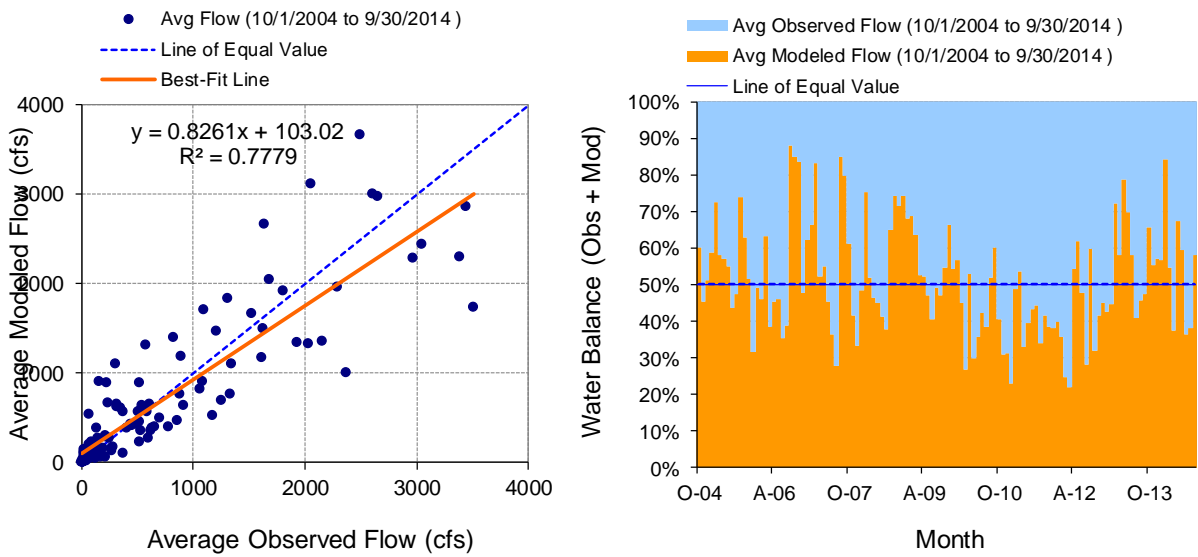 Avg Flow (10/1/2004 to 9/30/2014 )
Line of Equal Value
Best-Fit Line
y = 0.8261x + 103.02
R² = 0.7779
Average Modeled Flow (cfs)
4000
3000
2000
1000
0
0 1000 2000 3000 4000
Average Observed Flow (cfs)
Avg Observed Flow (10/1/2004 to 9/30/2014 )
Avg Modeled Flow (10/1/2004 to 9/30/2014 )
Line of Equal Value
Water Balance (Obs + Mod)
100%
90%
80%
70%
60%
50%
40%
30%
20%
10%
0%
O-04 A-06 O-07 A-09 O-10 A-12 O-13
Month